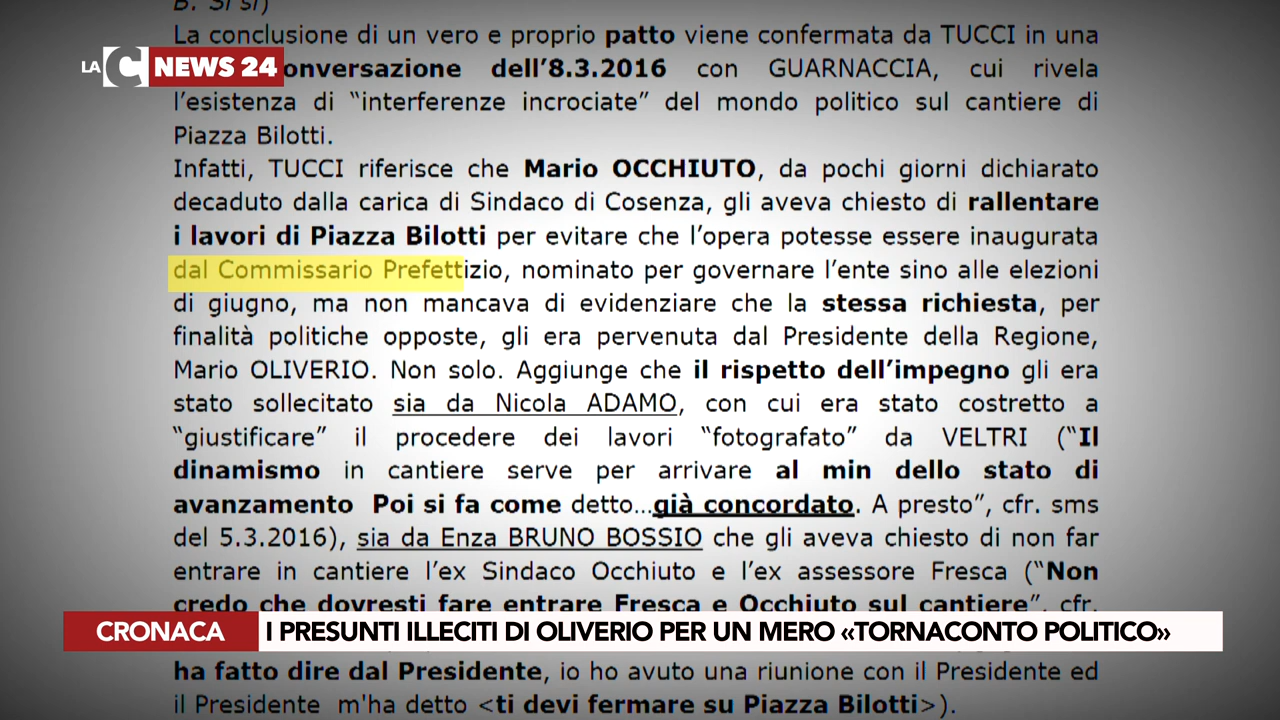 B. Sì sì)
La conclusione di un vero e proprio patto viene confermata da TUCCI in una
LA C NEWS 24
onversazione dell’8.3.2016 con GUARNACCIA, cui rivela
l’esistenza di “interferenze incrociate” del mondo politico sul cantiere di
Piazza Bilotti.
Infatti, TUCCI riferisce che Mario OCCHIUTO, da pochi giorni dichiarato
decaduto dalla carica di Sindaco di Cosenza, gli aveva chiesto di rallentare
i lavori di Piazza Bilotti per evitare che l’opera potesse essere inaugurata
dal Commissario Prefettizio, nominato per governare l’ente sino alle elezioni
di giugno, ma non mancava di evidenziare che la stessa richiesta, per
finalità politiche opposte, gli era pervenuta dal Presidente della Regione,
Mario OLIVERIO. Non solo. Aggiunge che il rispetto dell’impegno gli era
stato sollecitato sia da Nicola ADAMO, con cui era stato costretto a
“giustificare” il procedere dei lavori “fotografato” da VELTRI (“Il
dinamismo in cantiere serve per arrivare al min dello stato di
avanzamento Poi si fa come detto…già concordato. A presto”, cfr. sms
del 5.3.2016), sia da Enza BRUNO BOSSIO che gli aveva chiesto di non far
entrare in cantiere l’ex Sindaco Occhiuto e l’ex assessore Fresca (“Non
credo che dovresti fare entrare Fresca e Occhiuto sul cantiere”, cfr.
CRONACA I PRESUNTI ILLECITI DI OLIVERIO PER UN MERO «TORNACONTO POLITICO»
ha fatto dire dal Presidente, io ho avuto una riunione con il Presidente ed
il Presidente m'ha detto <ti devi fermare su Piazza Bilotti>).